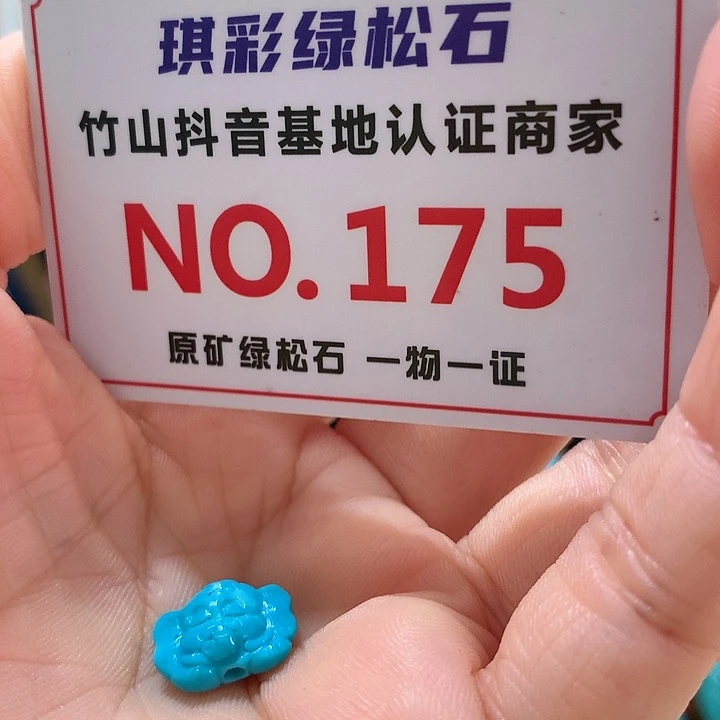 琪彩绿松石
竹山抖音基地认证商家
NO.175
原矿绿松石 一物一证